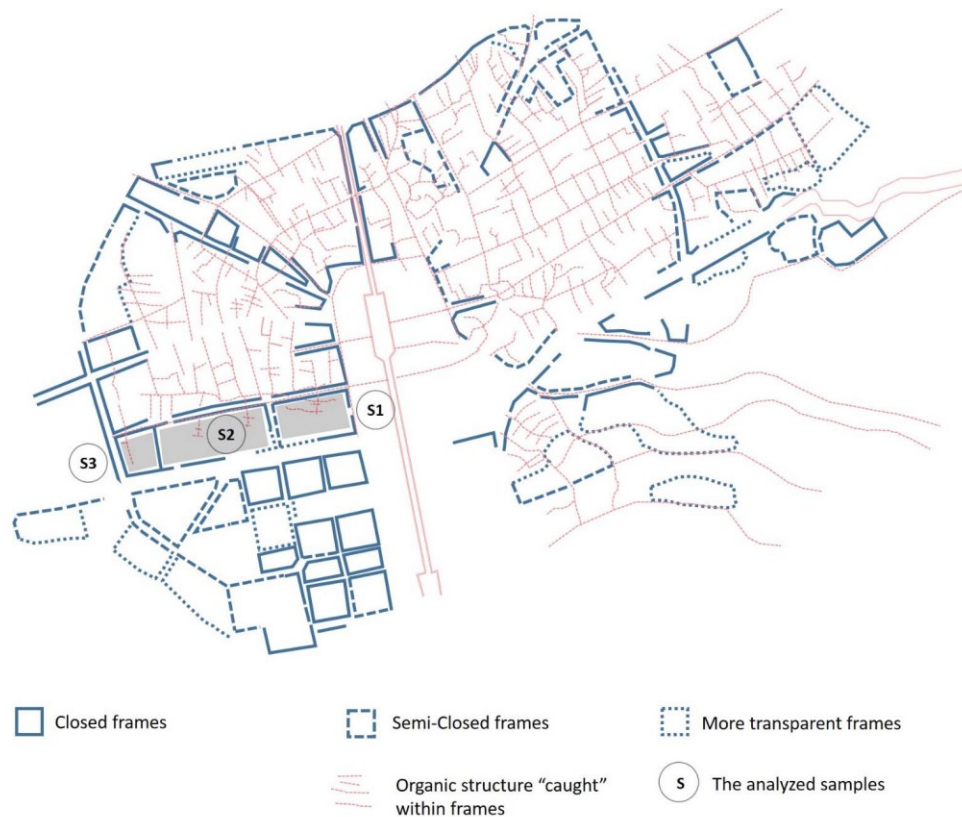 S1
S2
S3
Closed frames
Semi-Closed frames
More transparent frames
Organic structure “caught”
within frames
S
The analyzed samples